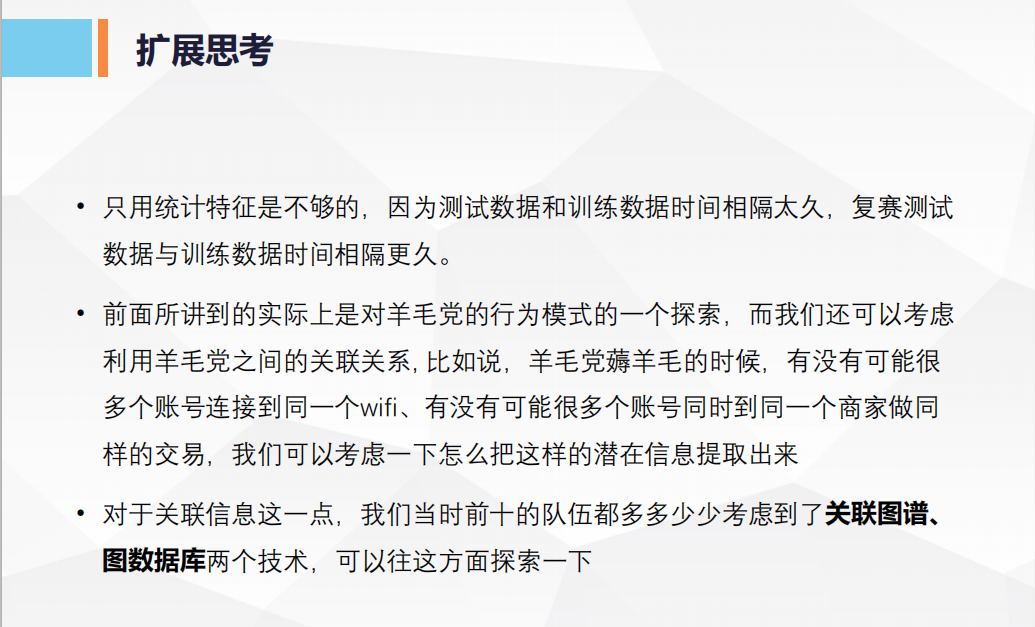 扩展思考
• 只用统计特征是不够的，因为测试数据和训练数据时间相隔太久，复赛测试
数据与训练数据时间相隔更久。
• 前面所讲到的实际上是对羊毛党的行为模式的一个探索，而我们还可以考虑
利用羊毛党之间的关联关系, 比如说，羊毛党薅羊毛的时候，有没有可能很
多个账号连接到同一个wifi、有没有可能很多个账号同时到同一个商家做同
样的交易，我们可以考虑一下怎么把这样的潜在信息提取出来
• 对于关联信息这一点，我们当时前十的队伍都多多少少考虑到了关联图谱、
图数据库两个技术，可以往这方面探索一下